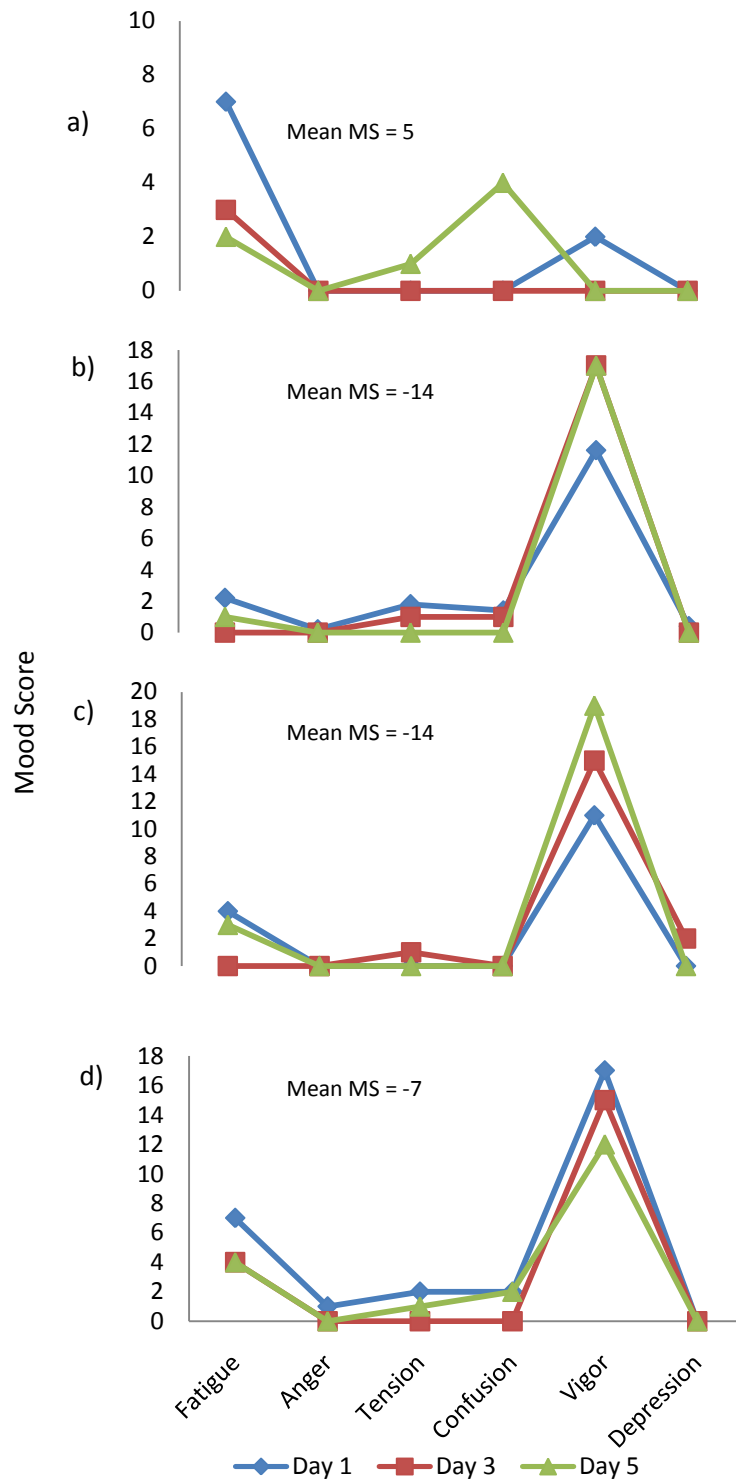 Mood Score
a)
Mean MS = 5
10
8
6
4
2
0
b)
Mean MS = -14
18
16
14
12
10
8
6
4
2
0
c)
Mean MS = -14
20
18
16
14
12
10
8
6
4
2
0
d)
Mean MS = -7
18
16
14
12
10
8
6
4
2
0
Fatigue
Anger
Tension
Confusion
Vigor
Depression
Day 1 Day 3 Day 5